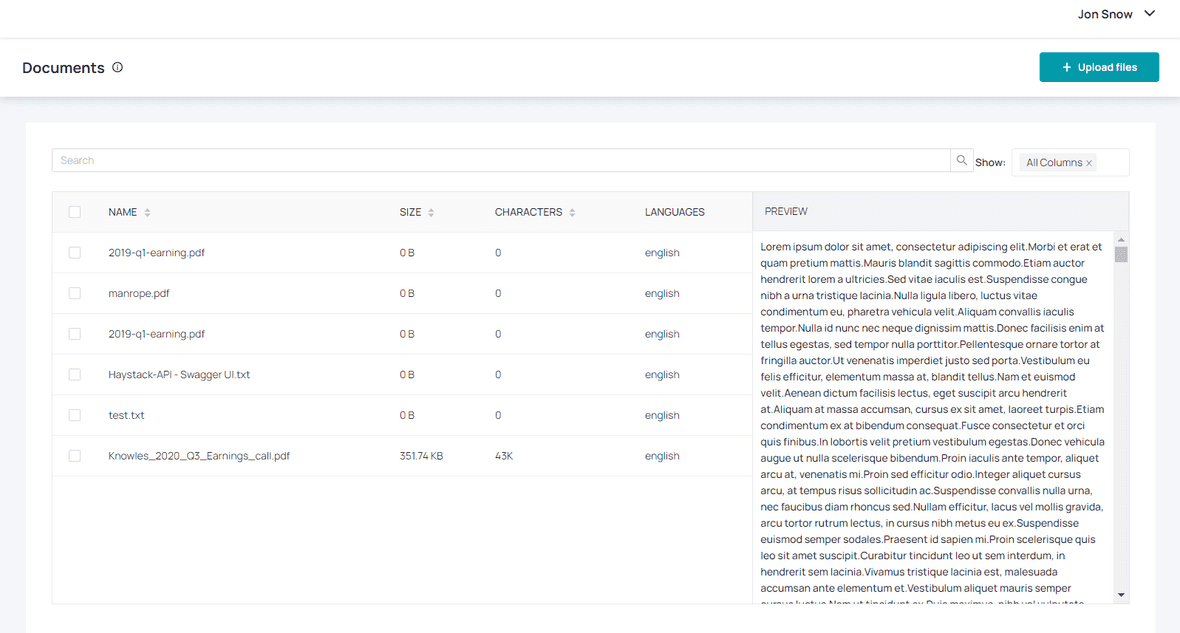 Jon Snow
Documents
+ Upload files
Search
Show:
All Columns ×
NAME SIZE CHARACTERS LANGUAGES
2019-q1-earning.pdf 0 B 0 english
manrope.pdf 0 B 0 english
2019-q1-earning.pdf 0 B 0 english
Haystack-API - Swagger UI.txt 0 B 0 english
test.txt 0 B 0 english
Knowles_2020_Q3_Earnings_call.pdf 351.74 KB 43K english
PREVIEW
Lorem ipsum dolor sit amet, consectetur adipiscing elit.Morbi et erat et
quam pretium mattis.Mauris blandit sagittis commodo.Etiam auctor
hendrerit lorem a ultricies.Sed vitae iaculis est.Suspendisse congue
nibh a urna tristique lacinia.Nulla ligula libero, luctus vitae
condimentum eu, pharetra vehicula velit.Aliquam convallis iaculis
tempor.Nulla id nunc nec neque dignissim mattis.Donec facilisis enim at
tellus egestas, sed tempor nulla porttitor.Pellentesque ornare tortor at
fringilla auctor.Ut venenatis imperdiet justo sed porta.Vestibulum eu
felis efficitur, elementum massa at, blandit tellus.Nam et euismod
velit.Aenean dictum facilisis lectus, eget suscipit arcu hendrerit
at.Aliquam at massa accumsan, cursus ex sit amet, laoreet turpis.Etiam
condimentum ex at bibendum consequat.Fusce consectetur et orci
quis finibus.In lobortis velit pretium vestibulum egestas.Donec vehicula
augue ut nulla scelerisque bibendum.Proin iaculis ante tempor, aliquet
arcu at, venenatis mi.Proin sed efficitur odio.Integer aliquet cursus
arcu, at tempus risus sollicitudin ac.Suspendisse convallis nulla urna,
nec faucibus diam rhoncus sed.Nullam efficitur, lacus vel mollis gravida,
arcu tortor rutrum lectus, in cursus nibh metus eu ex.Suspendisse
euismod semper sodales.Praesent id sapien mi.Proin scelerisque quis
leo sit amet suscipit.Curabitur tincidunt leo ut sem interdum, in
hendrerit sem lacinia.Vivamus tristique lacinia est, malesuada
accumsan ante elementum et.Vestibulum aliquet mauris semper